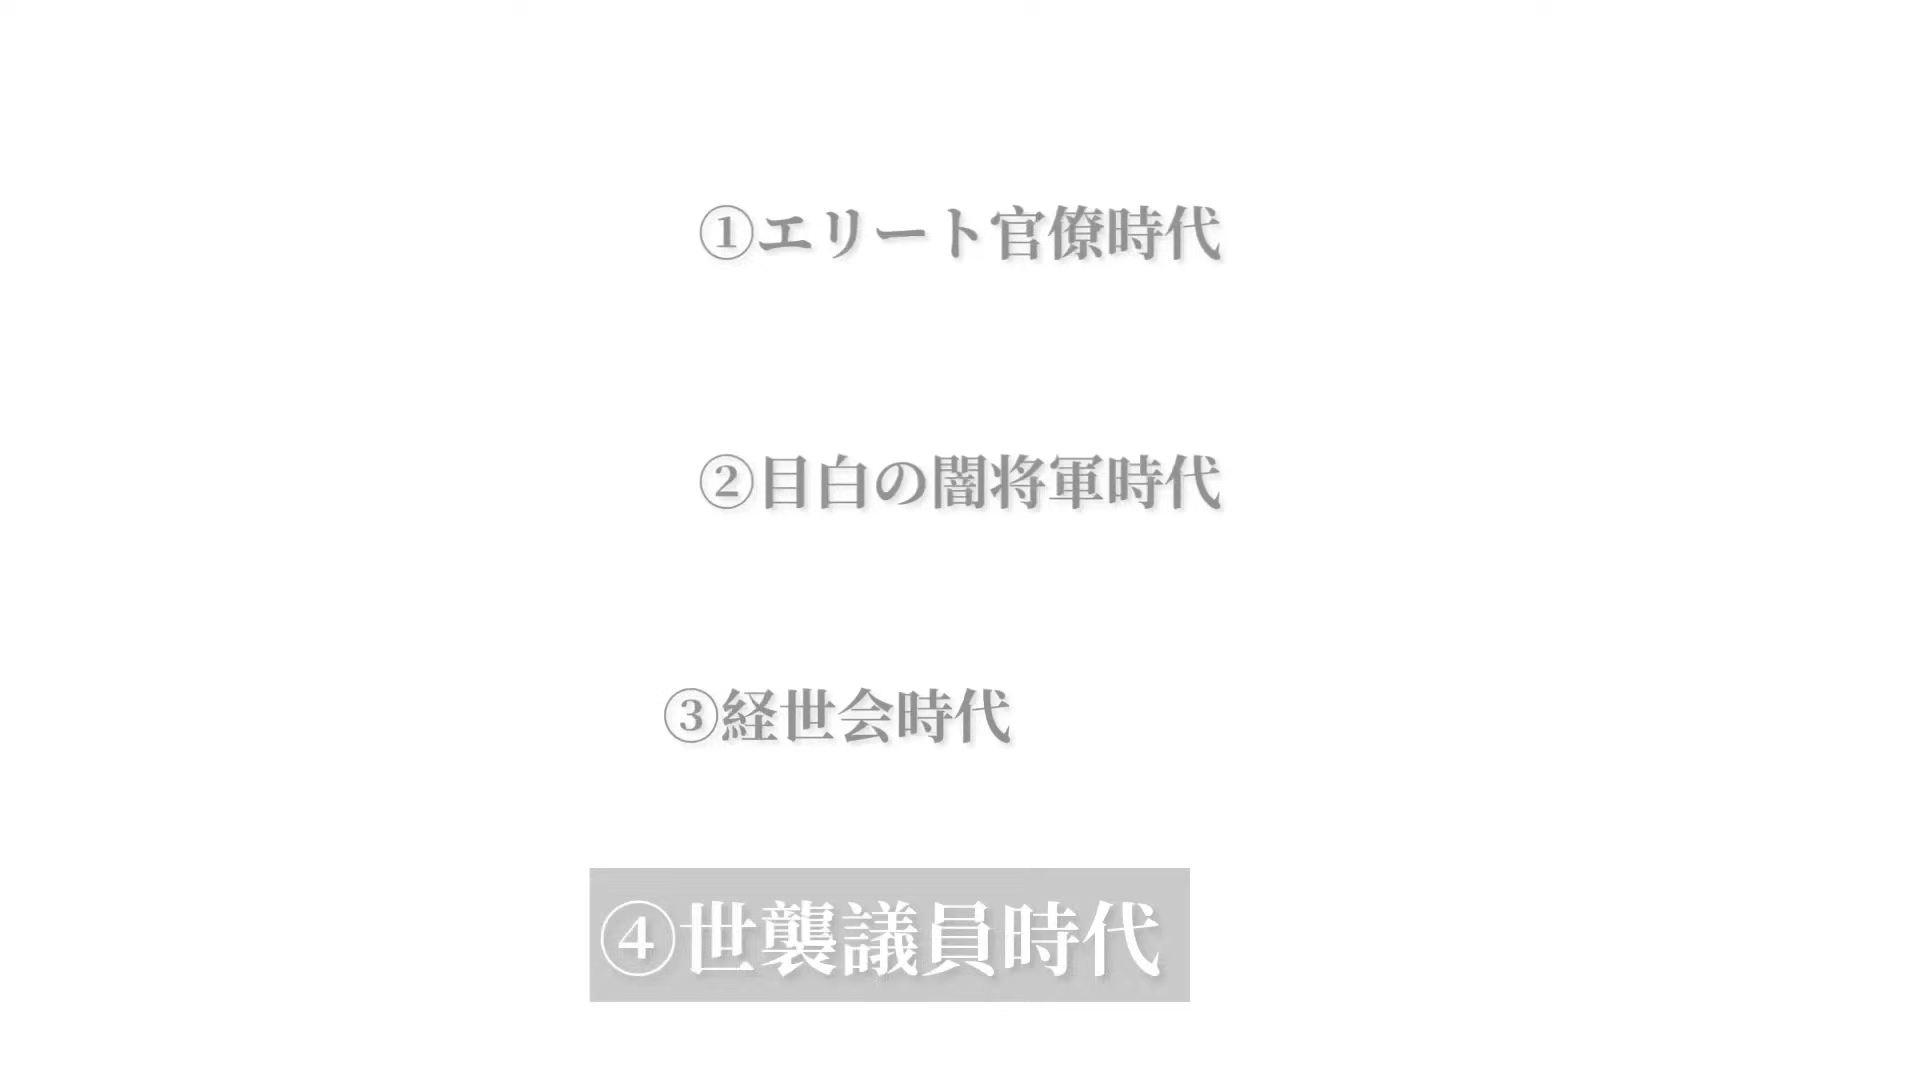 ①エリート官僚時代
②目白の闇将軍時代
③経世会時代
④世襲議員時代